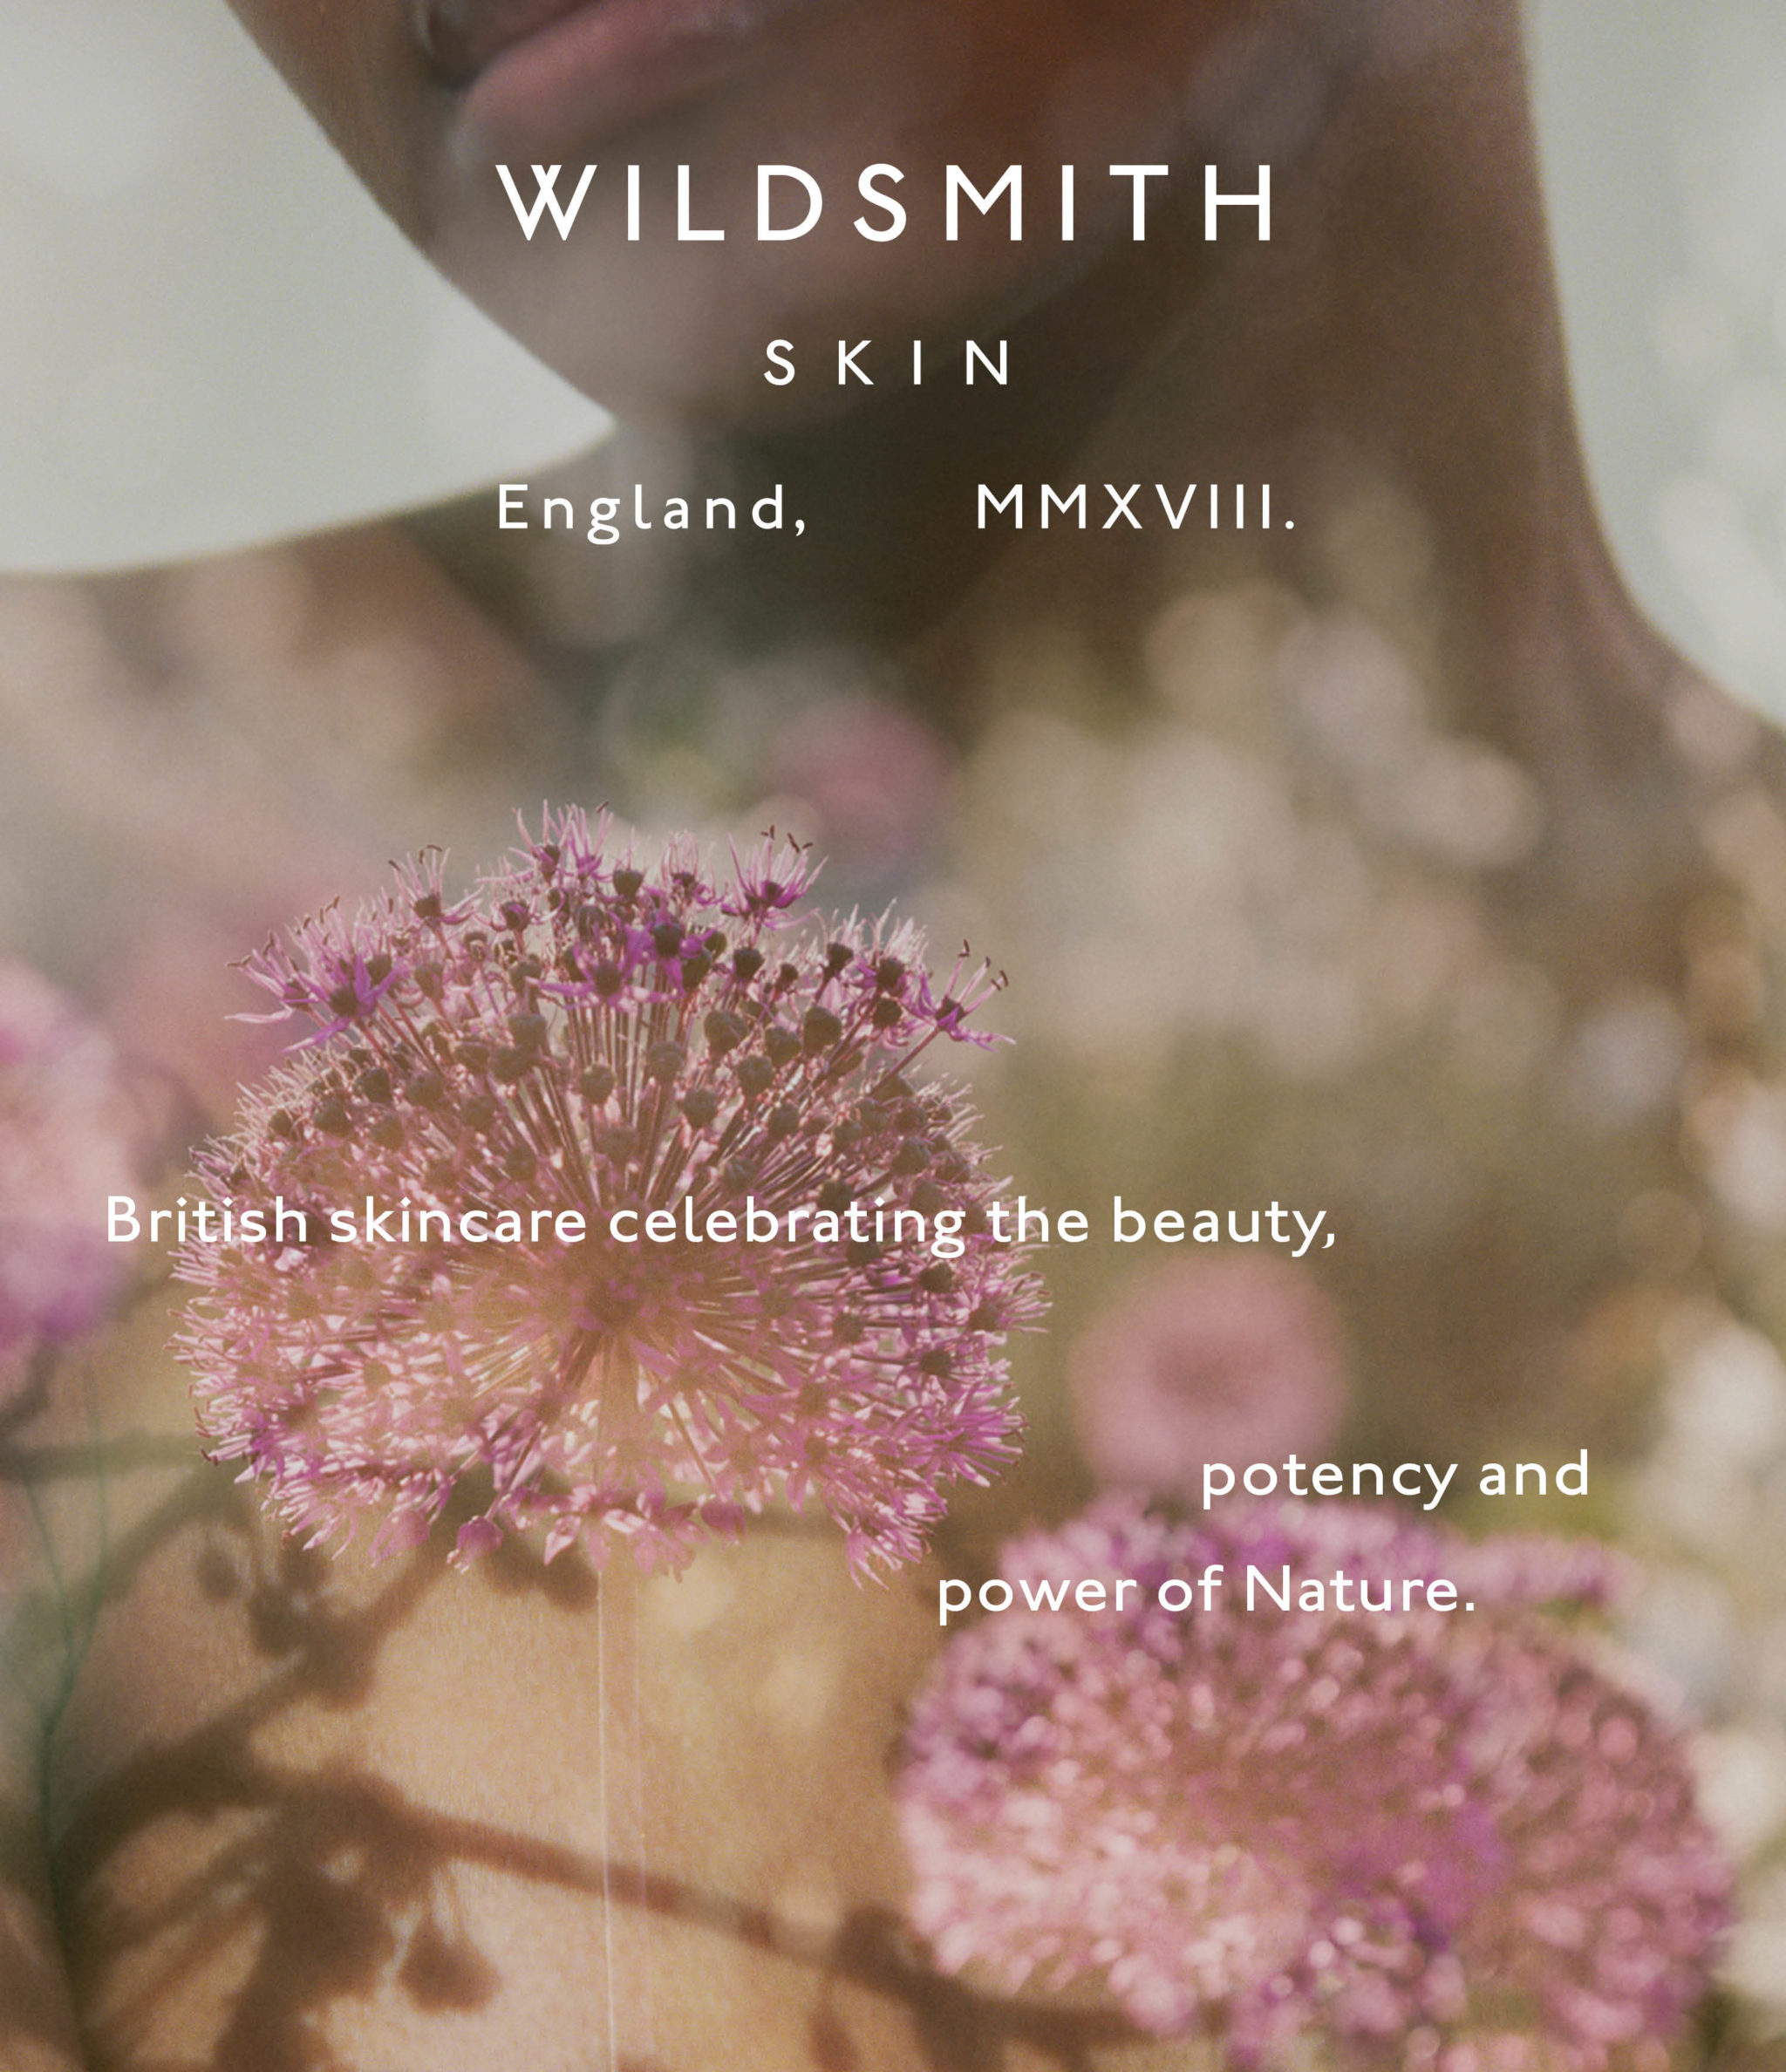 WILDSMITH
SKIN
England, MMXVIII.
British skincare celebrating the beauty,
potency and
power of Nature.